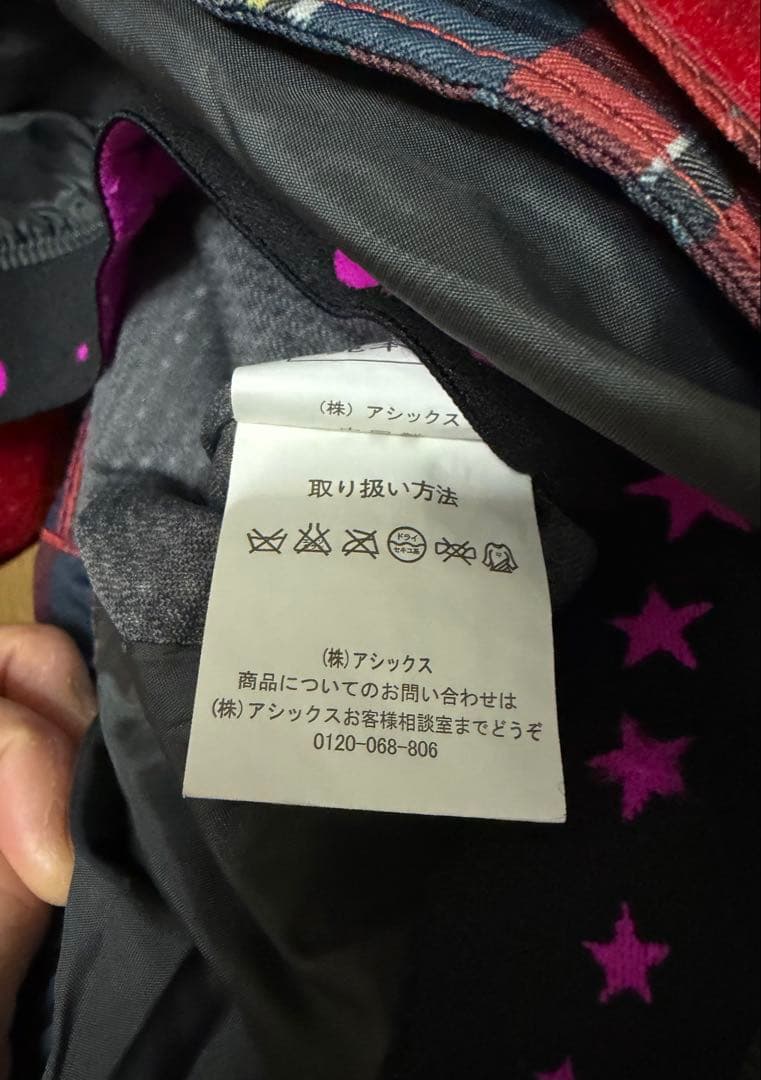 (株) アシックス
取り扱い方法
ドライ
セキユ系
(株)アシックス
商品についてのお問い合わせは
(株)アシックスお客様相談室までどうぞ
0120-068-806